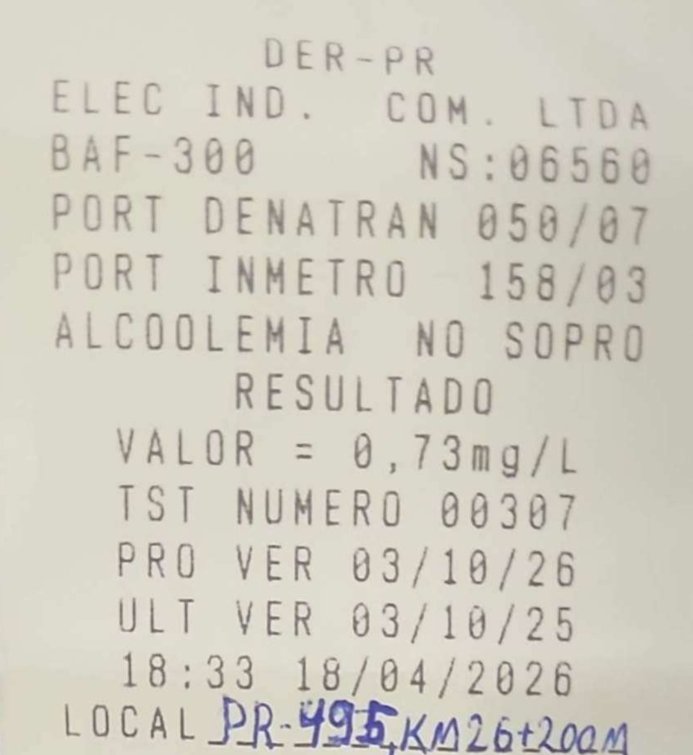 DER-PR
ELEC IND. COM. LTDA
BAF-300 NS:06560
PORT DENATRAN 050/07
PORT INMETRO 158/03
ALCOOLEMIA NO SOPRO
RESULTADO
VALOR = 0,73mg/L
TST NUMERO 00307
PRO VER 03/10/26
ULT VER 03/10/25
18:33 18/04/2026
LOCAL PR-495, KM26+200M